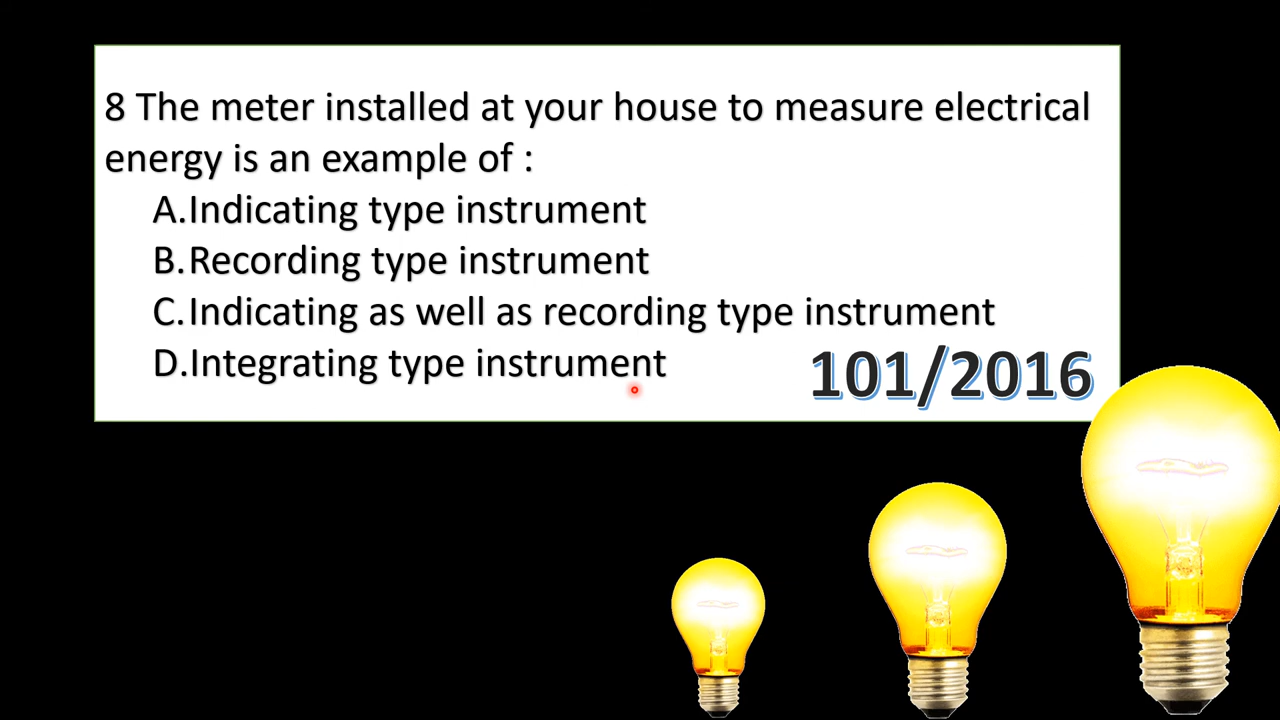 8 The meter installed at your house to measure electrical
energy is an example of :
A.Indicating type instrument
B.Recording type instrument
C.Indicating as well as recording type instrument
D.Integrating type instrument
101/2016